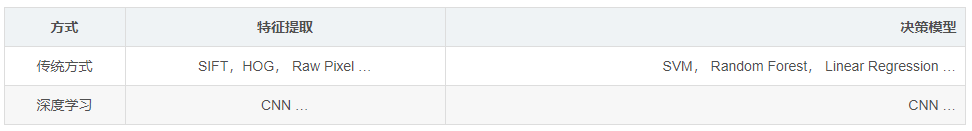 方式 特征提取 决策模型
传统方式 SIFT，HOG， Raw Pixel … SVM， Random Forest， Linear Regression …
深度学习 CNN … CNN …